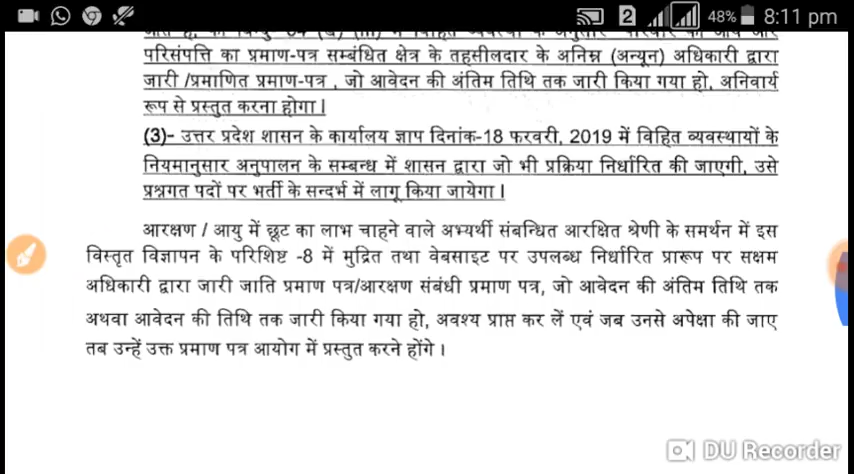 48% 8:11 pm
2
परिसंपत्ति का प्रमाण-पत्र सम्बंधित क्षेत्र के तहसीलदार के अनिम्न (अन्यून) अधिकारी द्वारा
जारी /प्रमाणित प्रमाण-पत्र , जो आवेदन की अंतिम तिथि तक जारी किया गया हो, अनिवार्य
रूप से प्रस्तुत करना होगा।
(3)- उत्तर प्रदेश शासन के कार्यालय ज्ञाप दिनांक-18 फरवरी, 2019 में विहित व्यवस्थायों के
नियमानुसार अनुपालन के सम्बन्ध में शासन द्वारा जो भी प्रक्रिया निर्धारित की जाएगी, उसे
प्रश्नगत पदों पर भर्ती के सन्दर्भ में लागू किया जायेगा।
आरक्षण / आयु में छूट का लाभ चाहने वाले अभ्यर्थी संबन्धित आरक्षित श्रेणी के समर्थन में इस
विस्तृत विज्ञापन के परिशिष्ट -8 में मुद्रित तथा वेबसाइट पर उपलब्ध निर्धारित प्रारूप पर सक्षम
अधिकारी द्वारा जारी जाति प्रमाण पत्र/आरक्षण संबंधी प्रमाण पत्र, जो आवेदन की अंतिम तिथि तक
अथवा आवेदन की तिथि तक जारी किया गया हो, अवश्य प्राप्त कर लें एवं जब उनसे अपेक्षा की जाए
तब उन्हें उक्त प्रमाण पत्र आयोग में प्रस्तुत करने होंगे।
DU Recorder